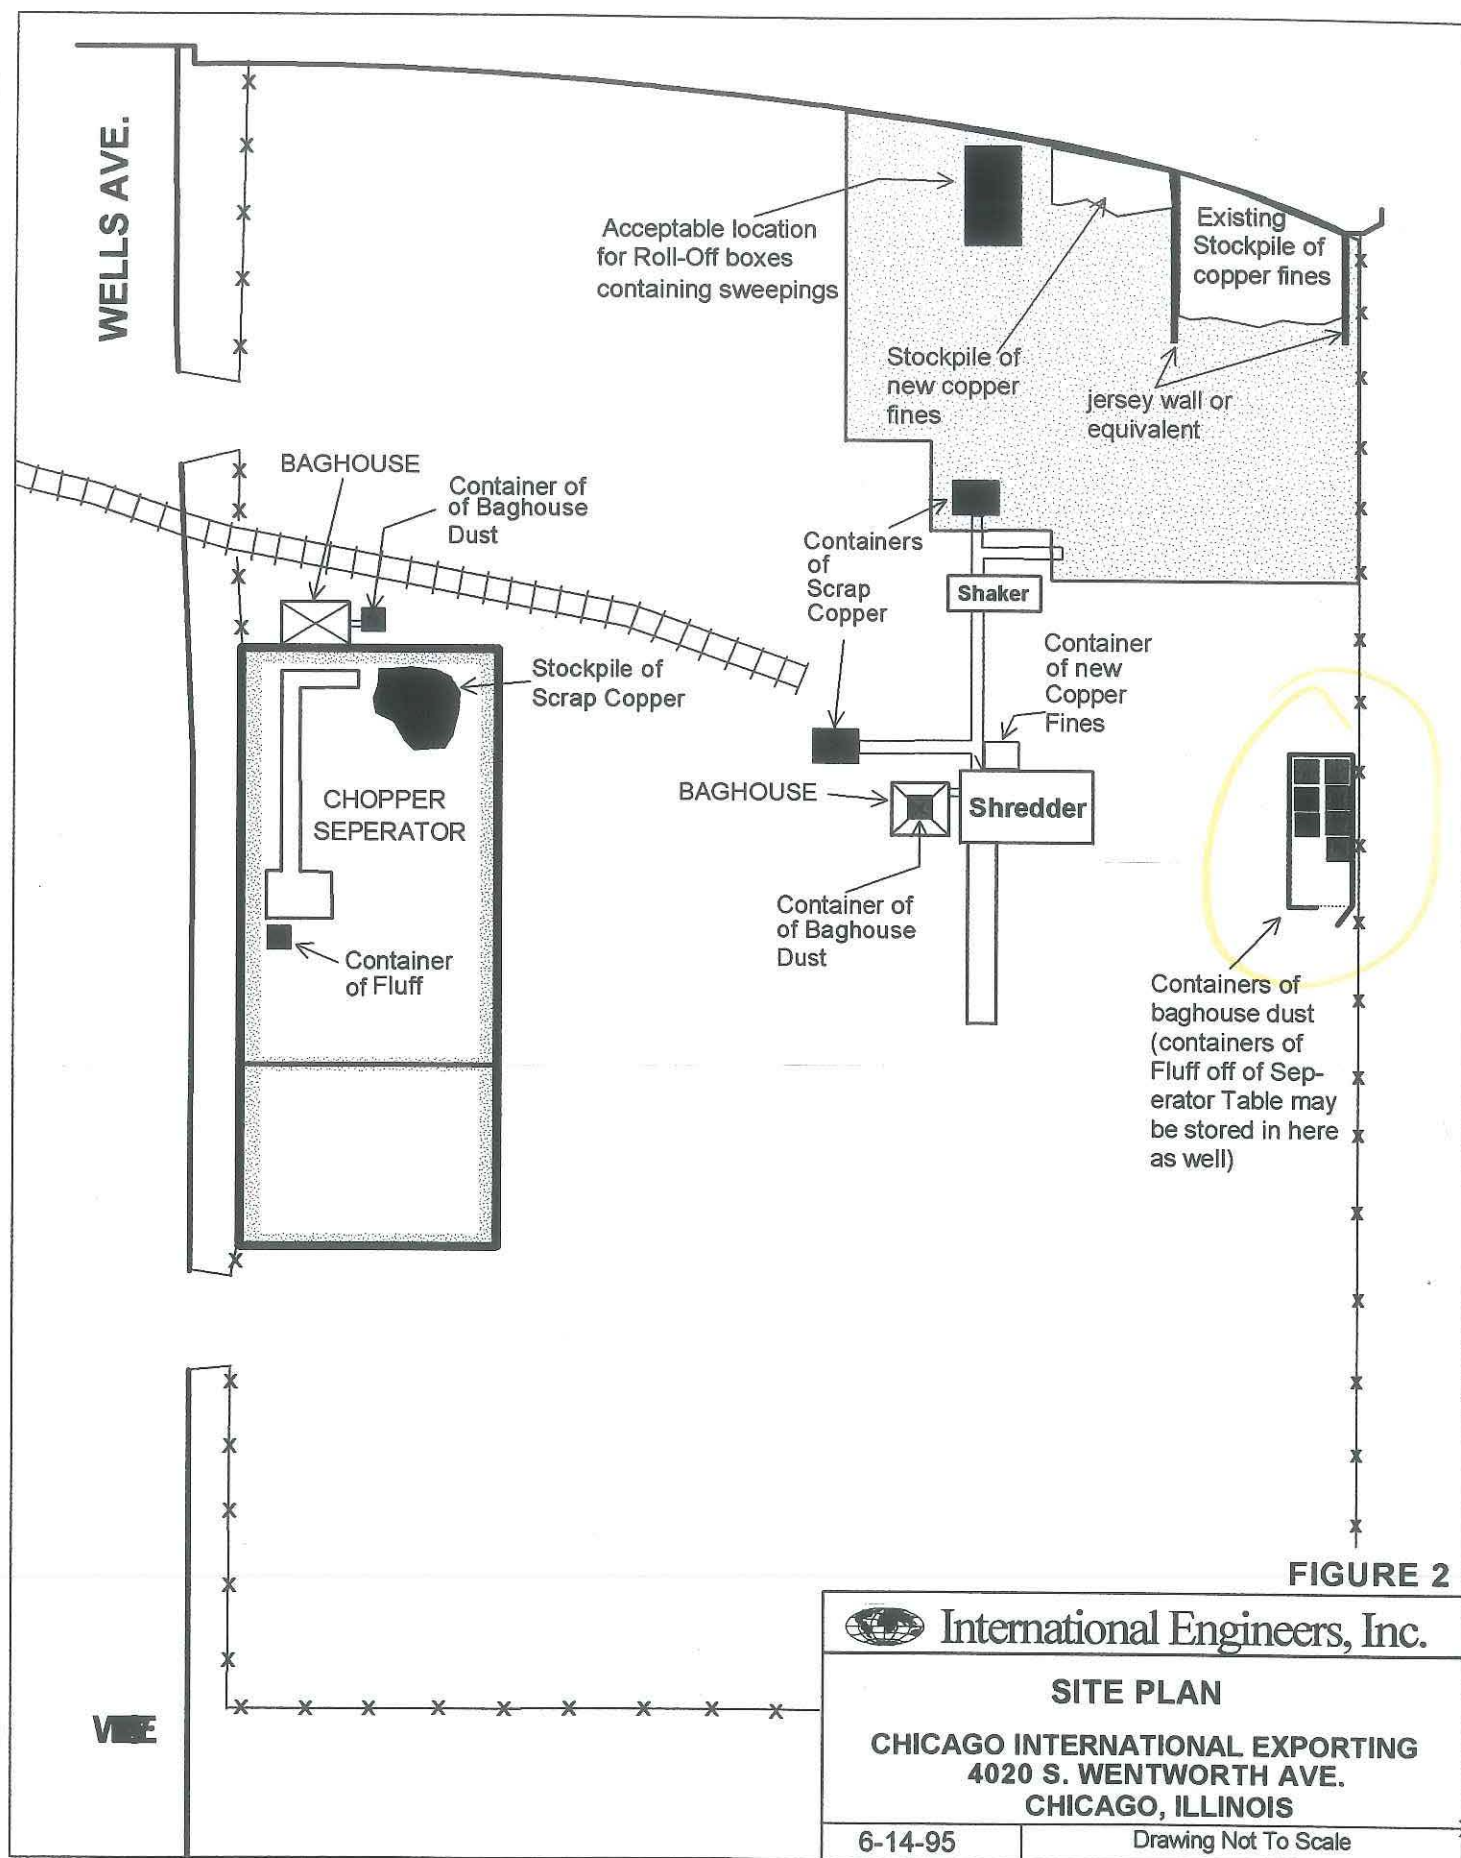 WELLS AVE.
Acceptable location
for Roll-Off boxes
containing sweepings
Existing
Stockpile of
copper fines
Stockpile of
new copper
fines
jersey wall or
equivalent
BAGHOUSE
Container of
of Baghouse
Dust
Containers
of
Scrap
Copper
Shaker
Container
of new
Copper
Fines
Stockpile of
Scrap Copper
CHOPPER
SEPERATOR
BAGHOUSE
Shredder
Container of
of Baghouse
Dust
Container
of Fluff
Containers of
baghouse dust
(containers of
Fluff off of Sep-
erator Table may
be stored in here
as well)
FIGURE 2
International Engineers, Inc.
SITE PLAN
CHICAGO INTERNATIONAL EXPORTING
4020 S. WENTWORTH AVE.
CHICAGO, ILLINOIS
6-14-95
Drawing Not To Scale